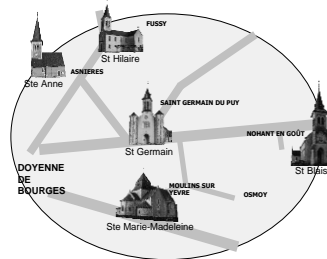 FUSSY
St Hilaire
ASNIERES
Ste Anne
SAINT GERMAIN DU PUY
St Germain
NOHANT EN GOÛT
St Blais
DOYENNE
DE
BOURGES
MOULINS SUR
YEVRE
OSMOY
Ste Marie-Madeleine